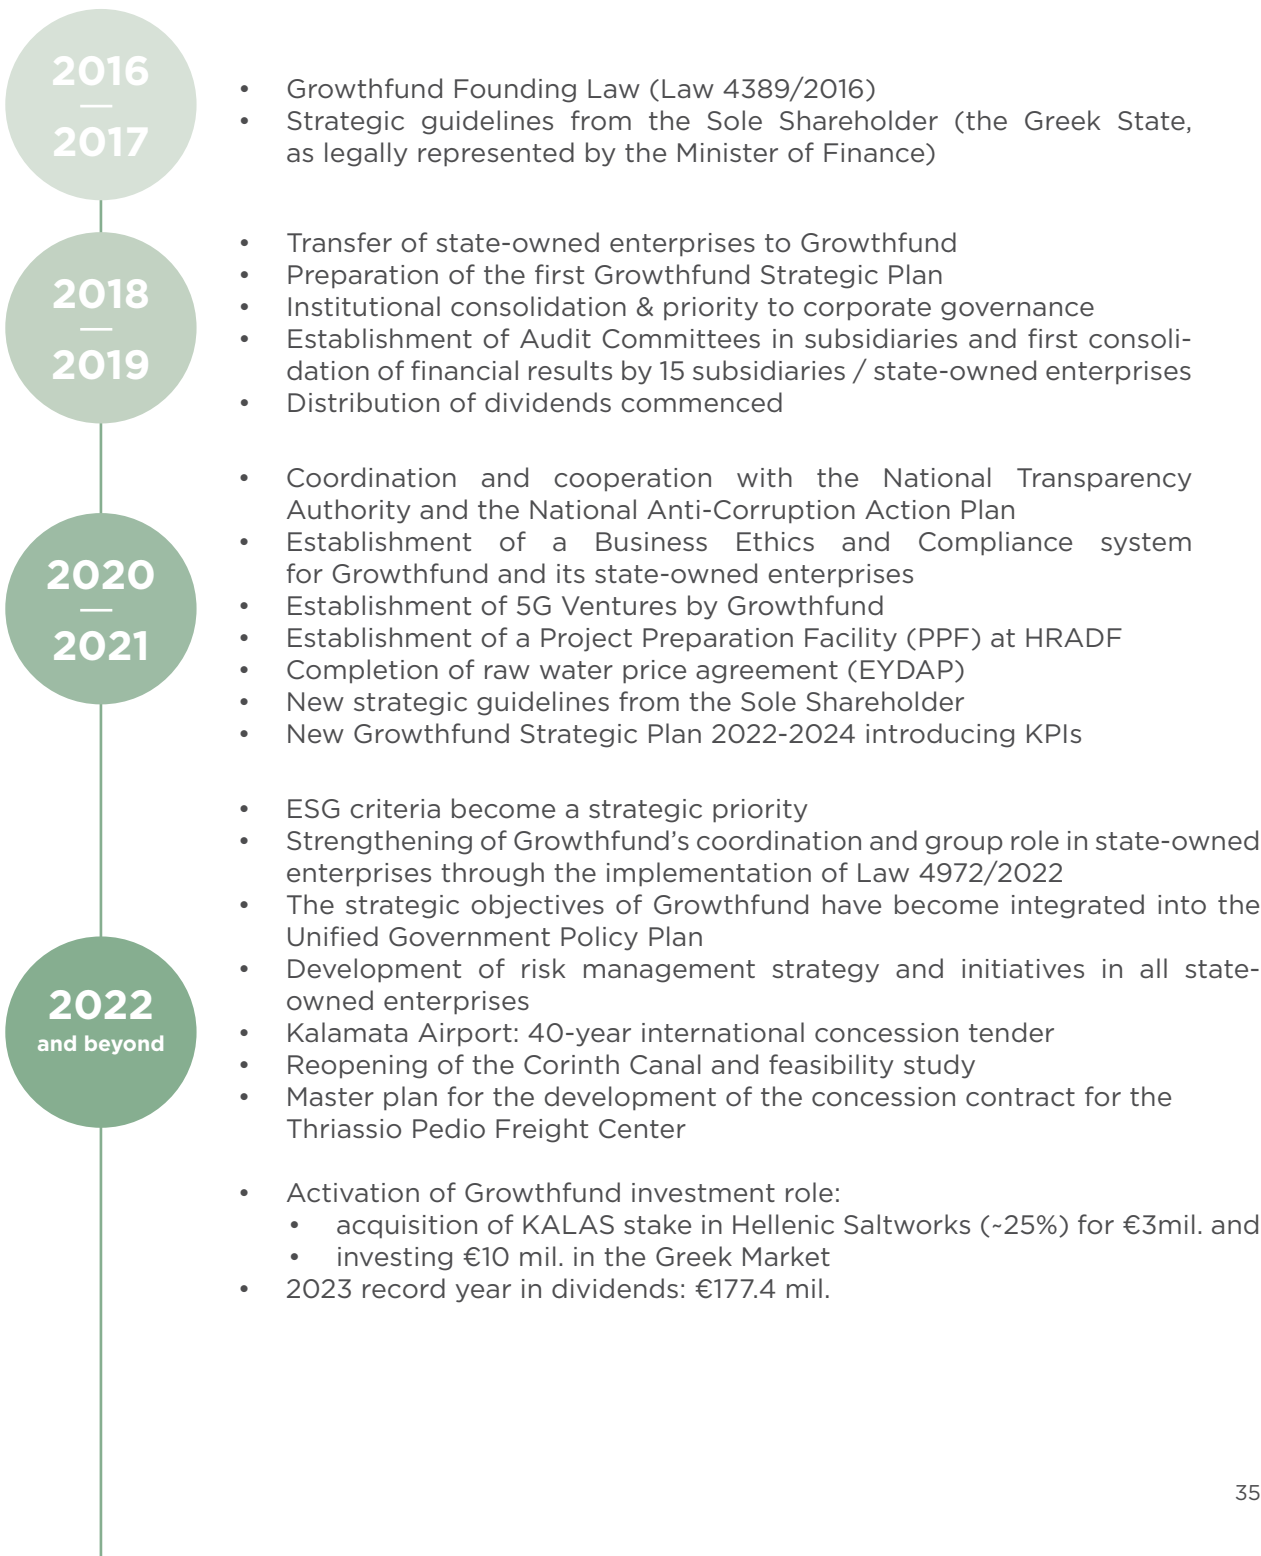 2016
—
2017
• Growthfund Founding Law (Law 4389/2016)
• Strategic guidelines from the Sole Shareholder (the Greek State,
as legally represented by the Minister of Finance)
2018
—
2019
• Transfer of state-owned enterprises to Growthfund
• Preparation of the first Growthfund Strategic Plan
• Institutional consolidation & priority to corporate governance
• Establishment of Audit Committees in subsidiaries and first consoli-
dation of financial results by 15 subsidiaries / state-owned enterprises
• Distribution of dividends commenced
2020
—
2021
• Coordination and cooperation with the National Transparency
Authority and the National Anti-Corruption Action Plan
• Establishment of a Business Ethics and Compliance system
for Growthfund and its state-owned enterprises
• Establishment of 5G Ventures by Growthfund
• Establishment of a Project Preparation Facility (PPF) at HRADF
• Completion of raw water price agreement (EYDAP)
• New strategic guidelines from the Sole Shareholder
• New Growthfund Strategic Plan 2022-2024 introducing KPIs
2022
and beyond
• ESG criteria become a strategic priority
• Strengthening of Growthfund’s coordination and group role in state-owned
enterprises through the implementation of Law 4972/2022
• The strategic objectives of Growthfund have become integrated into the
Unified Government Policy Plan
• Development of risk management strategy and initiatives in all state-
owned enterprises
• Kalamata Airport: 40-year international concession tender
• Reopening of the Corinth Canal and feasibility study
• Master plan for the development of the concession contract for the
Thriassio Pedio Freight Center
• Activation of Growthfund investment role:
• acquisition of KALAS stake in Hellenic Saltworks (~25%) for €3mil. and
• investing €10 mil. in the Greek Market
• 2023 record year in dividends: €177.4 mil.
35